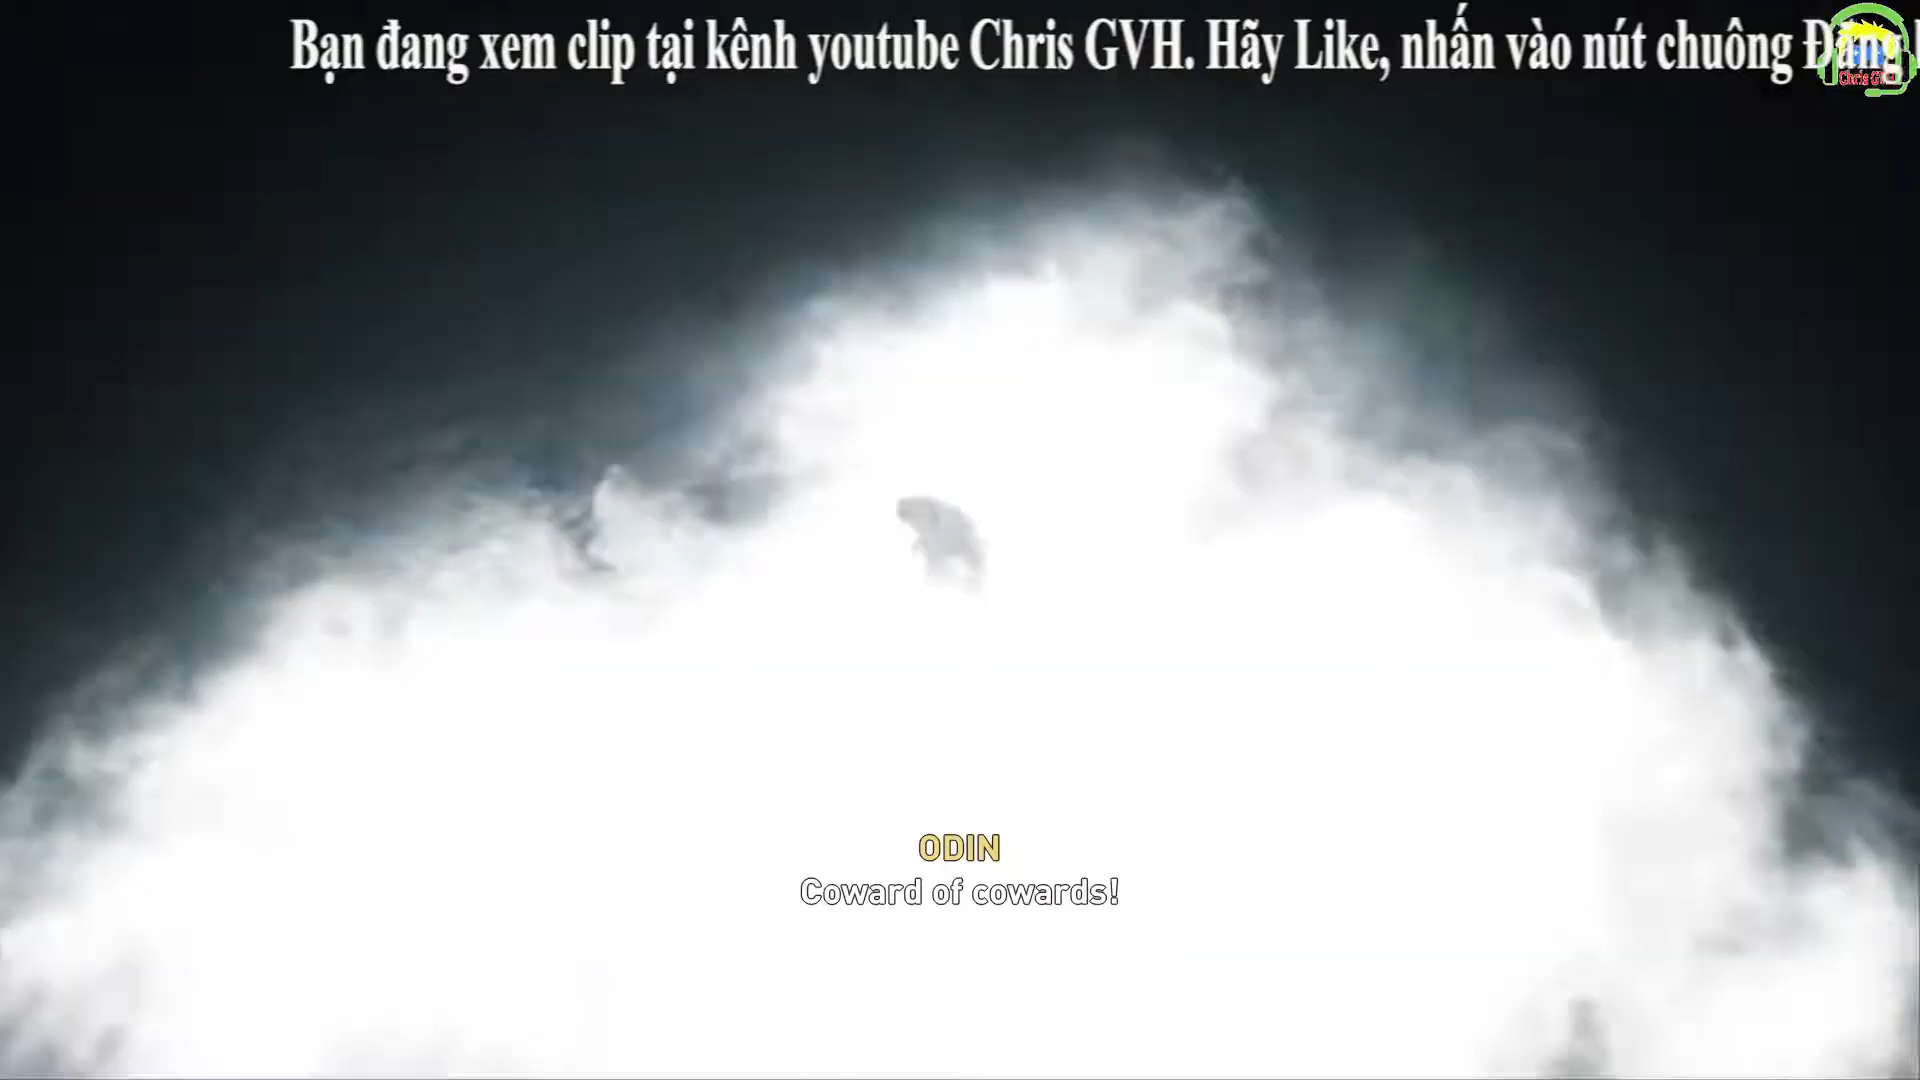 Bạn đang xem clip tại kênh youtube Chris GVH. Hãy Like, nhấn vào nút chuông Đăng
ODIN
Coward of cowards!